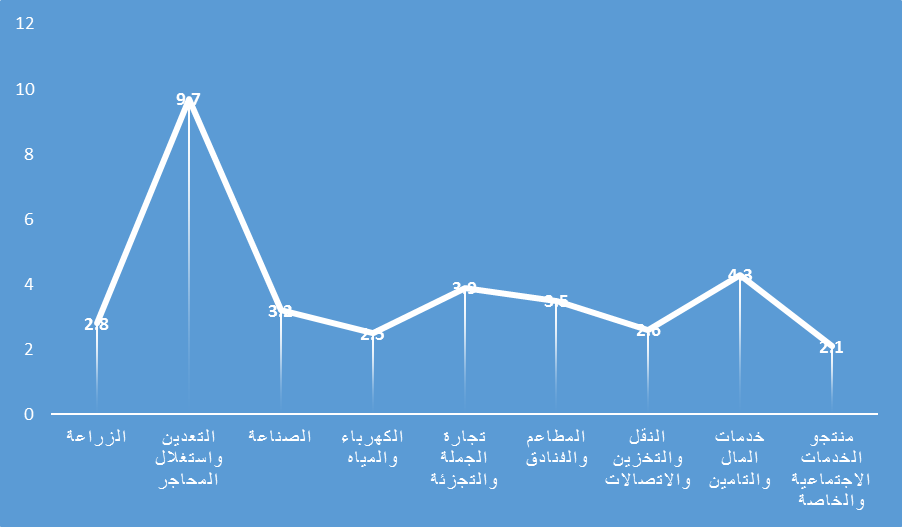 12
10
8
6
4
2
0
2.8
9.7
3.2
2.5
3.9
3.5
2.6
4.3
2.1
الزراعة
التعدين
واستغلال
المحاجر
الصناعة
الكهرباء
والمياه
تجارة
الجملة
والتجزئة
المطاعم
والفنادق
النقل
والتخزين
والاتصالات
خدمات
المال
والتامين
منتجو
الخدمات
الاجتماعية
والخاصة